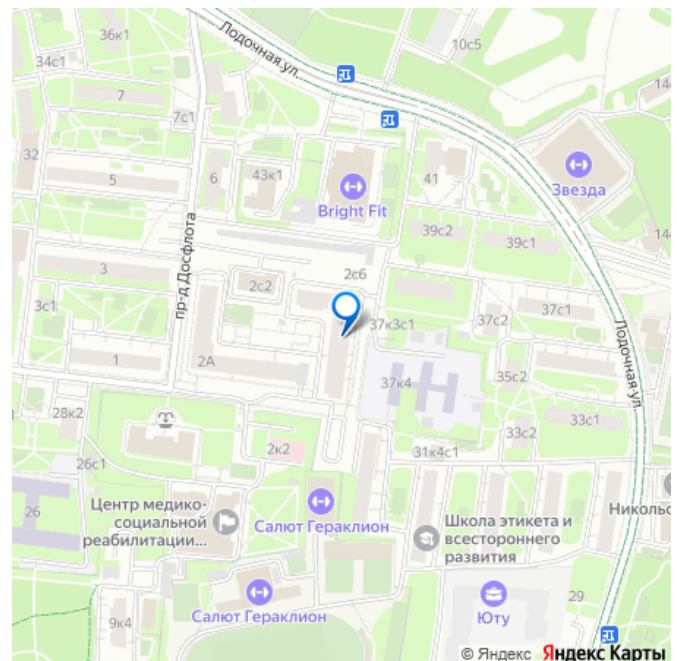 36к1
34с1
Лодочная ул.
10с5
7
7с1
32
5
6
43к1
Bright Fit
41
Звезда
39с2
39с1
пр-д Досфлота
3
2с2
2с6
3с1
37к3с1
37с2
37с1
Лодочная ул.
1
2А
37к4
35с2
28к2
2к2
33с2
33с1
26с1
31к4с1
26
Центр медико-
социальной
реабилитации...
Салют Гераклион
Школа этикета и
всестороннего
развития
Салют Гераклион
Юту
29
9к4
© Яндекс Яндекс Карты